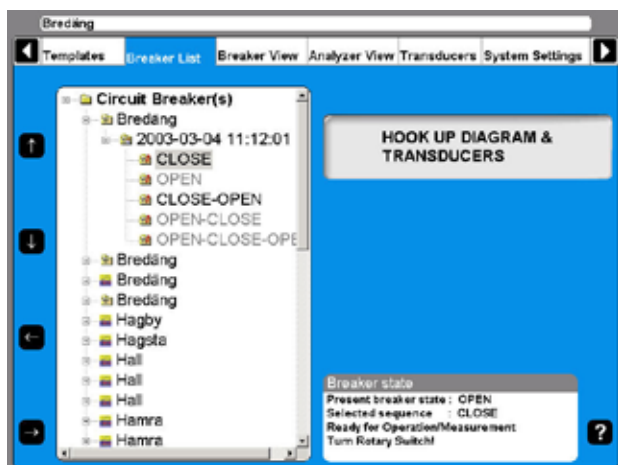 Bredäng
Templates Breaker List Breaker View Analyzer View Transducers System Settings
Circuit Breaker(s)
Bredäng
2003-03-04 11:12:01
CLOSE
OPEN
CLOSE-OPEN
OPEN-CLOSE
OPEN-CLOSE-OPE
Bredäng
Bredäng
Bredäng
Hagby
Hagsta
Hall
Hall
Hall
Hamra
Hamra
HOOK UP DIAGRAM &
TRANSDUCERS
Breaker state
Present breaker state : OPEN
Selected sequence : CLOSE
Ready for Operation/Measurement
Turn Rotary Switch!
?